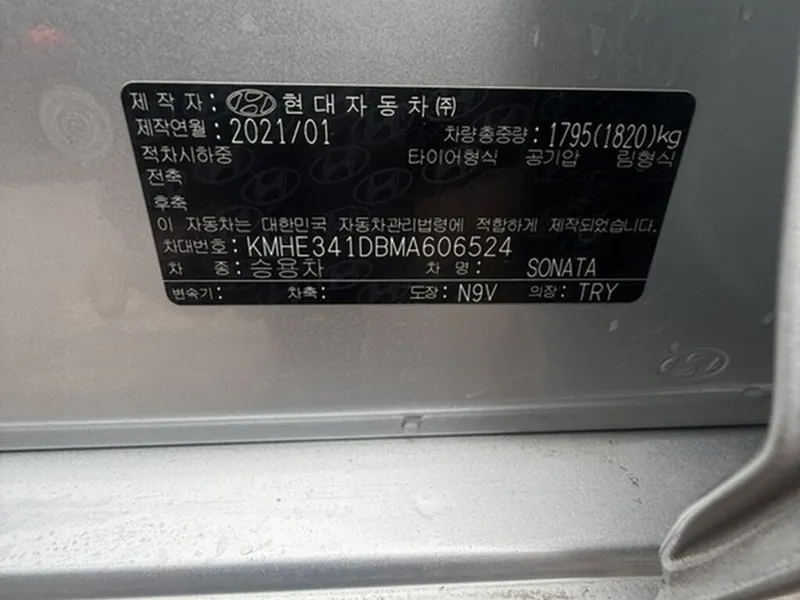 제 작 자 : 현대자동차㈜
제작연월 : 2021/01 차량총중량 : 1795(1820)kg
적차시하중 타이어형식 공기압 림형식
전축
후축
이 자동차는 대한민국 자동차관리법령에 적합하게 제작되었습니다.
차대번호 : KMHE341DBMA606524
차 종 : 승용차 차 명 : SONATA
변속기 : 차축 : 도장 : N9V 의장 : TRY